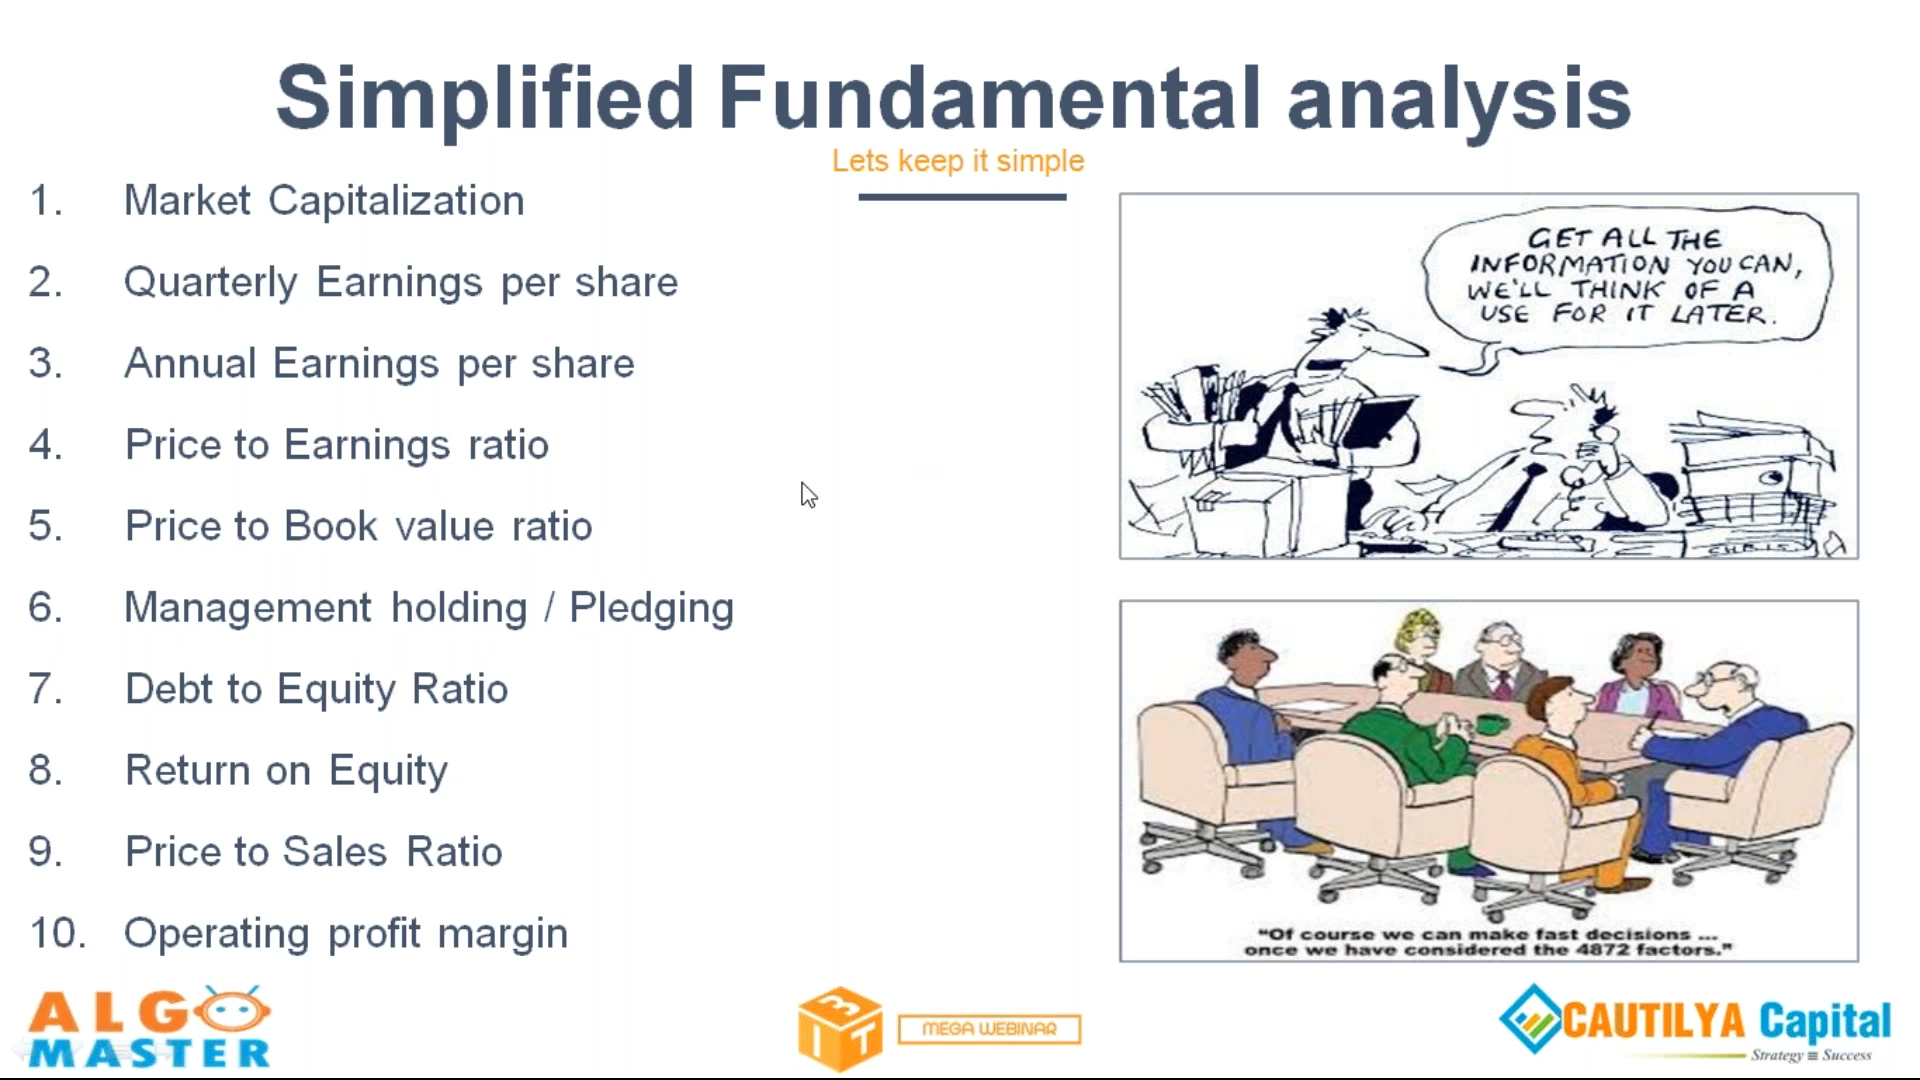 Simplified Fundamental analysis
Lets keep it simple
1. Market Capitalization
2. Quarterly Earnings per share
3. Annual Earnings per share
4. Price to Earnings ratio
5. Price to Book value ratio
6. Management holding / Pledging
7. Debt to Equity Ratio
8. Return on Equity
9. Price to Sales Ratio
10. Operating profit margin
GET ALL THE
INFORMATION YOU CAN,
WE'LL THINK OF A
USE FOR IT LATER.
"Of course we can make fast decisions ...
once we have considered the 4872 factors."
ALGO
MASTER
3
IT
MEGA WEBINAR
CAUTILYA Capital
Strategy ≡ Success